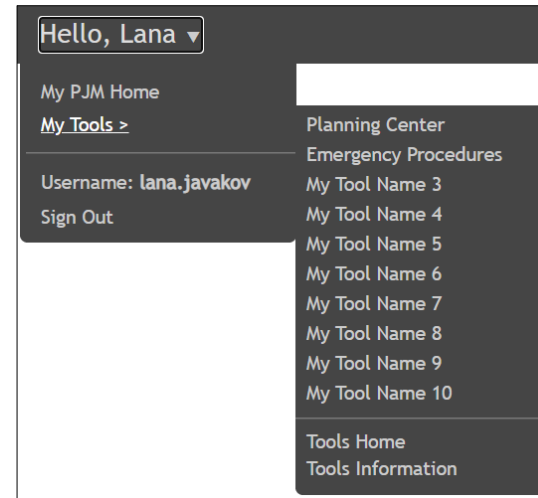 Hello, Lana ▼
My PJM Home
My Tools >
Username: lana.javakov
Sign Out
Planning Center
Emergency Procedures
My Tool Name 3
My Tool Name 4
My Tool Name 5
My Tool Name 6
My Tool Name 7
My Tool Name 8
My Tool Name 9
My Tool Name 10
Tools Home
Tools Information